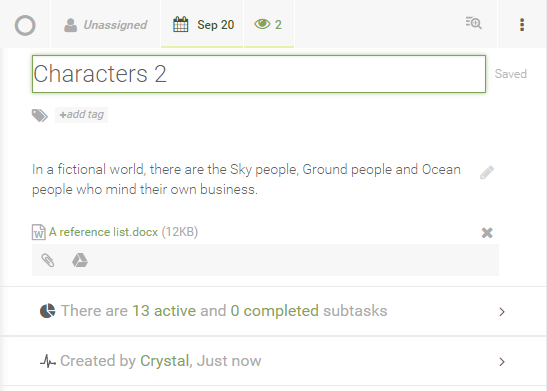 Unassigned Sep 20 2
Characters 2
Saved
+add tag
In a fictional world, there are the Sky people, Ground people and Ocean
people who mind their own business.
A reference list.docx (12KB)
There are 13 active and 0 completed subtasks
Created by Crystal, Just now